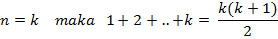 n = k maka 1 + 2 + ..+k = k(k + 1)/2